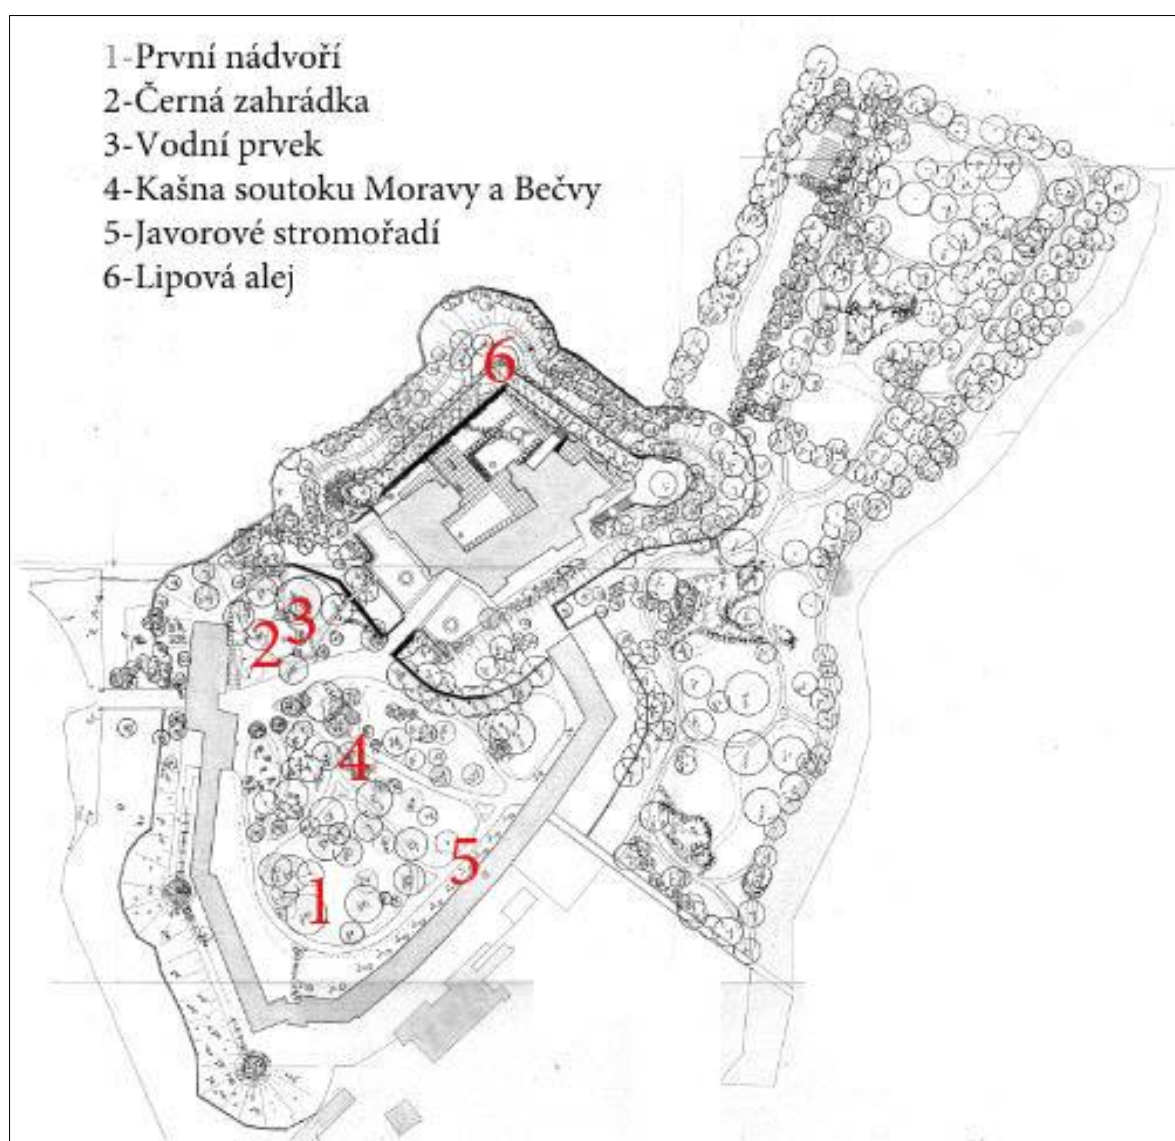 1-První nádvoří
2-Černá zahrádka
3-Vodní prvek
4-Kašna soutoku Moravy a Bečvy
5-Javorové stromořadí
6-Lipová alej
6
3
2
4
5
1